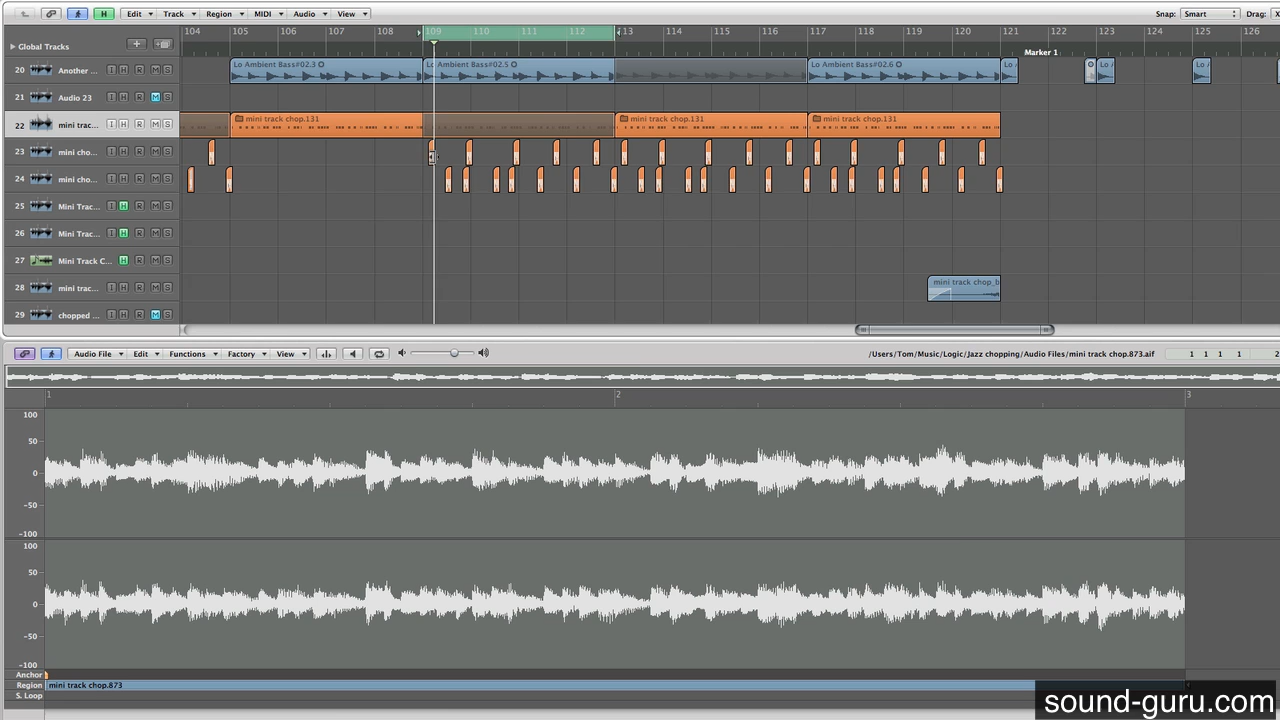 Edit Track Region MIDI Audio View Snap: Smart Drag:
104 105 106 107 108 109 110 111 112 113 114 115 116 117 118 119 120 121 122 123 124 125 126
Global Tracks
Marker 1
20 Another ... I H R M S Lo Ambient Bass#02.3 Lo Ambient Bass#02.5 Lo Ambient Bass#02.6 Lo Lo Lo
21 Audio 23 I H R M S
22 mini trac... I H R M S mini track chop.131 mini track chop.131 mini track chop.131
23 mini cho... I H R M S
24 mini cho... I H R M S
25 Mini Trac... I H R M S
26 Mini Trac... I H R M S
27 Mini Track C... H R M S
28 mini trac... I H R M S mini track chop_b
29 chopped ... I H R M S
Audio File Edit Functions Factory View /Users/Tom/Music/Logic/Jazz chopping/Audio Files/mini track chop.873.aif 1 1 1 1 2
1 2 3
100
50
0
-50
-100
100
50
0
-50
-100
Anchor
Region mini track chop.873
S. Loop
sound-guru.com